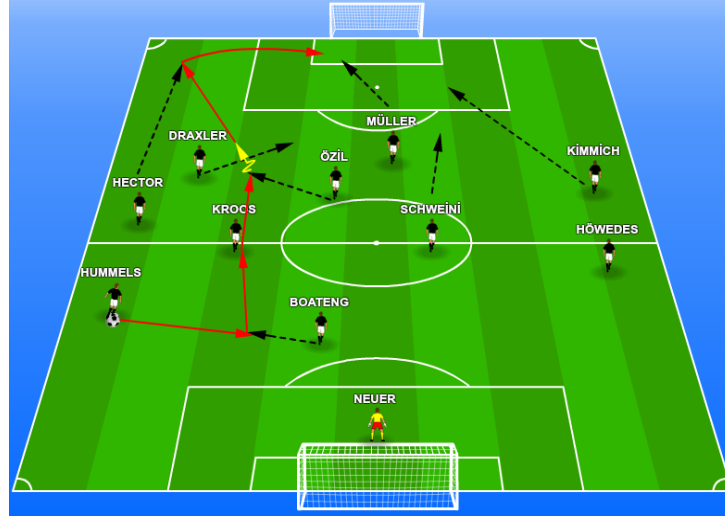 MÜLLER
DRAXLER
ÖZİL
KİMMİCH
HECTOR
KROOS
SCHWEİNİ
HÖWEDES
HUMMELS
BOATENG
NEUER